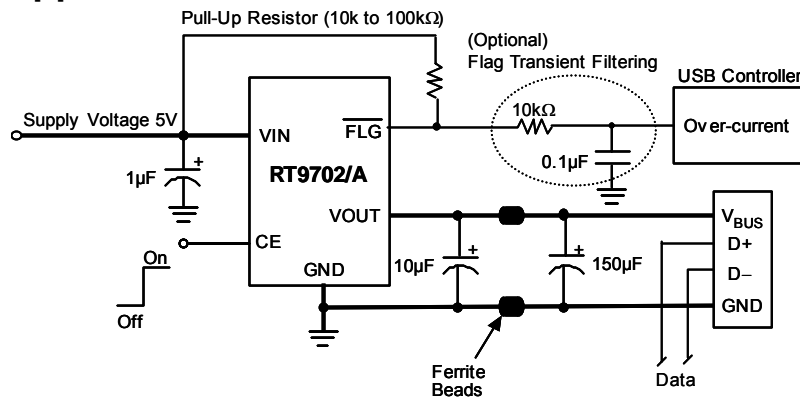 Pull-Up Resistor (10k to 100kΩ)
(Optional)
Flag Transient Filtering
USB Controller
Supply Voltage 5V
10kΩ
VIN
FLG
Over-current
+
1μF
RT9702/A
0.1μF
VOUT
VBUS
CE
D+
On
GND
10μF
+
+
150μF
D−
Off
GND
Ferrite
Beads
Data